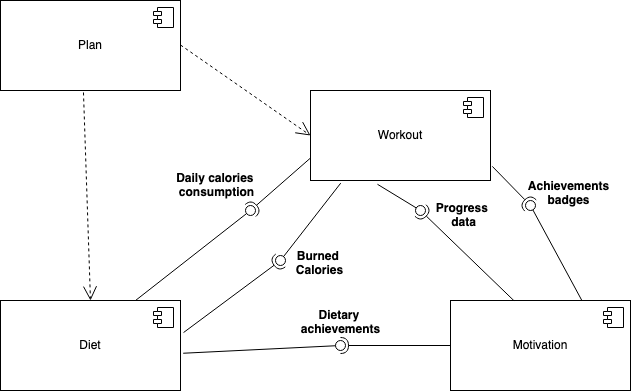 Plan
Workout
Daily calories
consumption
Achievements
badges
Progress
data
Burned
Calories
Dietary
achievements
Diet
Motivation